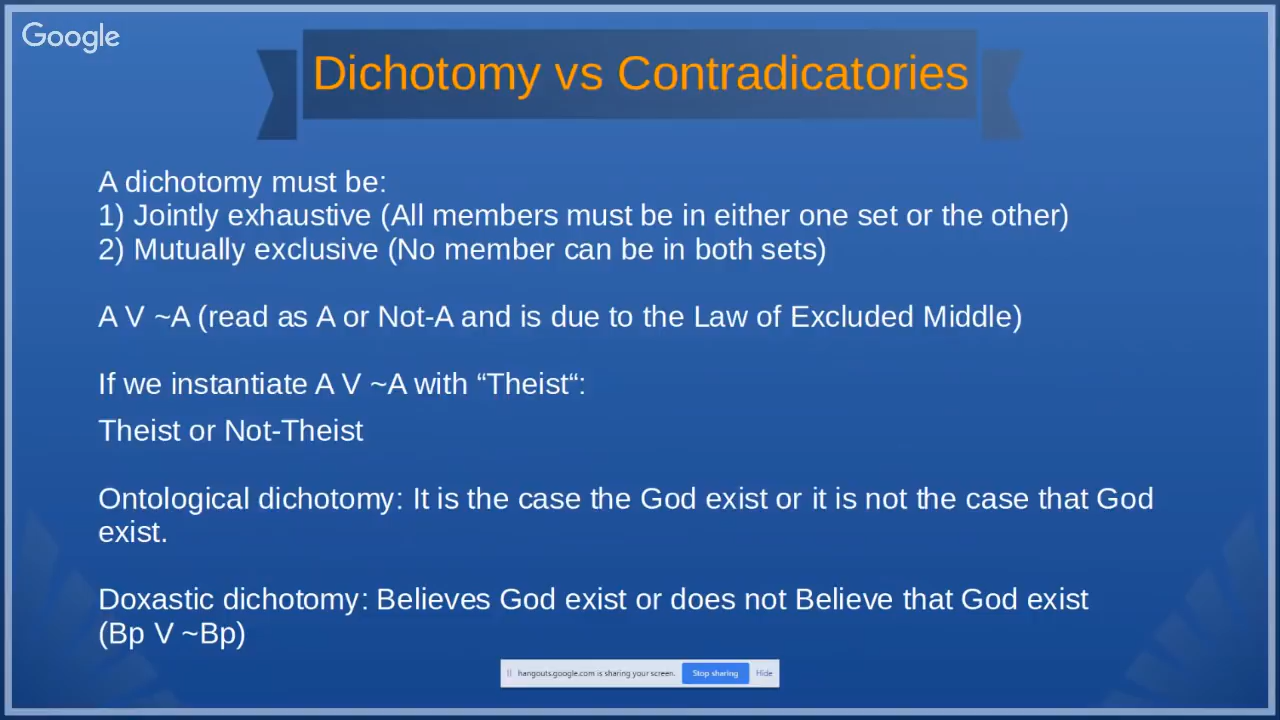 Google
Dichotomy vs Contradicatories
A dichotomy must be:
1) Jointly exhaustive (All members must be in either one set or the other)
2) Mutually exclusive (No member can be in both sets)
A V ~A (read as A or Not-A and is due to the Law of Excluded Middle)
If we instantiate A V ~A with “Theist“:
Theist or Not-Theist
Ontological dichotomy: It is the case the God exist or it is not the case that God
exist.
Doxastic dichotomy: Believes God exist or does not Believe that God exist
(Bp V ~Bp)
hangouts.google.com is sharing your screen. Stop sharing Hide